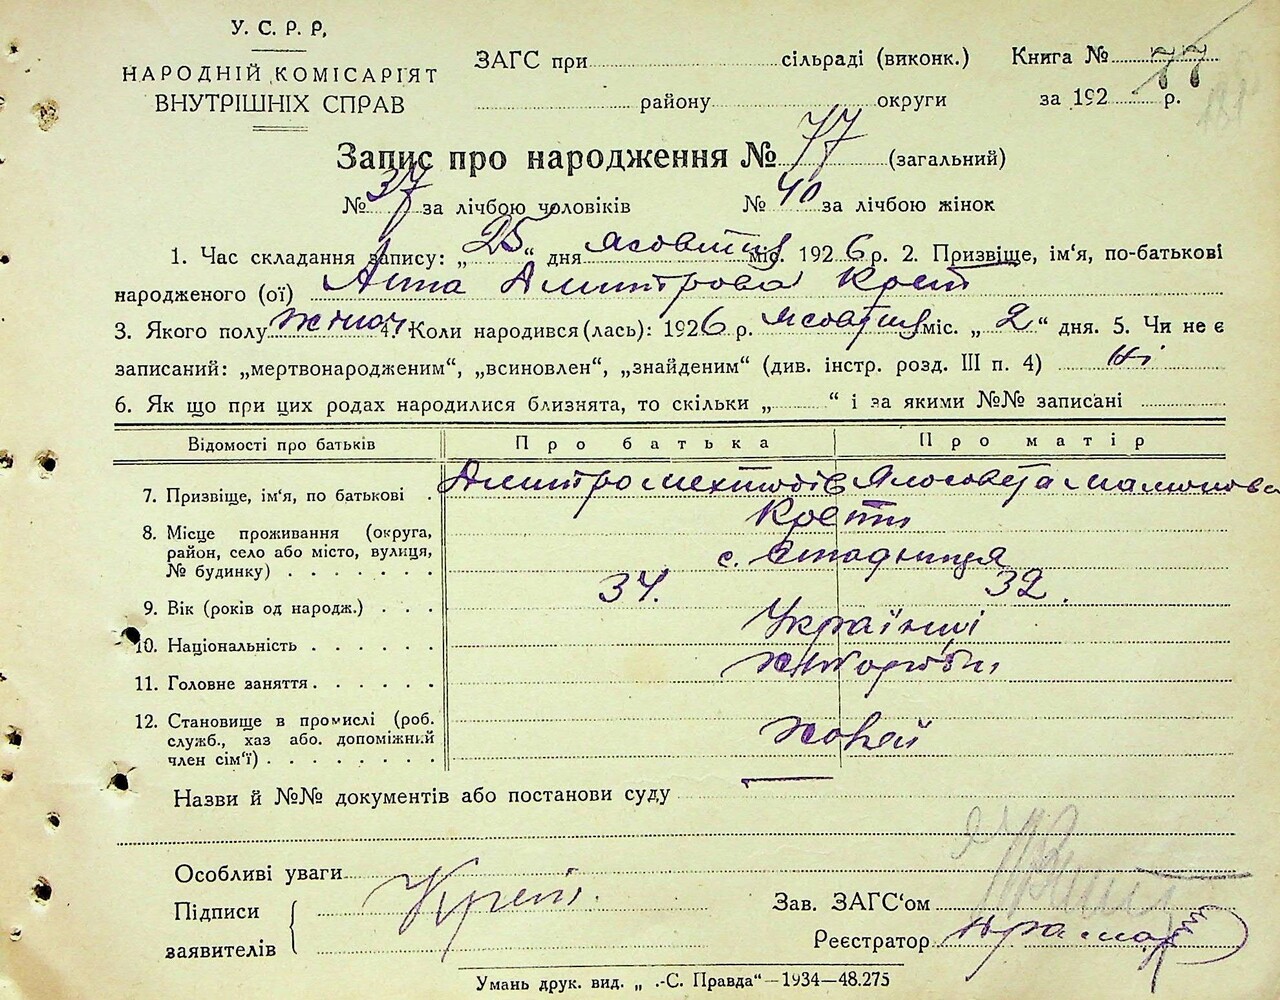 У. С. Р. Р.
НАРОДНІЙ КОМІСАРІЯТ
ВНУТРІШНІХ СПРАВ
ЗАГС при сільраді (виконк.)
району округи
Книга № 77
за 192 р.
Запис про народження № 77 (загальний)
№ 37 за лічбою чоловіків № 40 за лічбою жінок
1. Час складання запису: „ 25 “ дня міс. 1926 р. 2. Призвіще, ім'я, по-батькові
народженого (ої) Анна Дмитрова Крет
3. Якого полу жіноч 4. Коли народився (лась): 1926 р. міс. „ 2 “ дня. 5. Чи не є
записаний: „мертвонародженим“, „всиновлен“, „знайденим“ (див. інстр. розд. III п. 4) Ні
6. Як що при цих родах народилися близнята, то скільки „ “ і за якими №№ записані
Відомості про батьків Про батька Про матір
7. Призвіще, ім'я, по батькові Дмитро
8. Місце проживання (округа,
район, село або місто, вулиця,
№ будинку) с. Стадниця
9. Вік (років од народж.) 34. 32.
10. Національність Українці
11. Головне заняття
12. Становище в промислі (роб.
служб., хаз або. допоміжний
член сім'ї)
Назви й №№ документів або постанови суду
Особливі уваги
Підписи
заявителів Крет
Зав. ЗАГС'ом
Реєстратор
Умань друк. вид. „ .-С. Правда“ — 1934—48.275